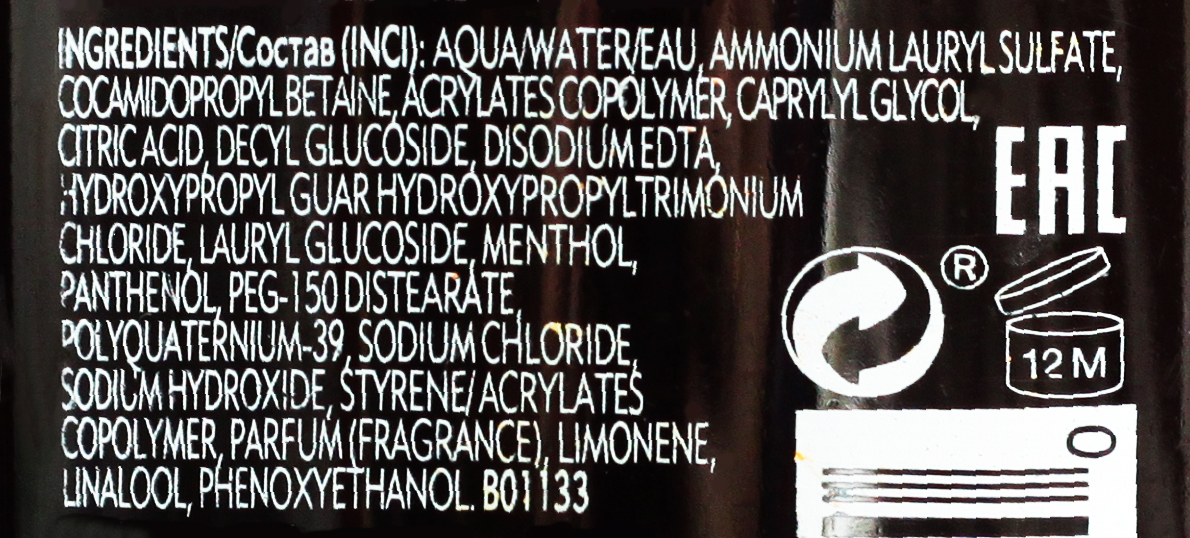 INGREDIENTS/Состав (INCI): AQUA/WATER/EAU, AMMONIUM LAURYL SULFATE,
COCAMIDOPROPYL BETAINE, ACRYLATES COPOLYMER, CAPRYLYL GLYCOL,
CITRIC ACID, DECYL GLUCOSIDE, DISODIUM EDTA,
HYDROXYPROPYL GUAR HYDROXYPROPYLTRIMONIUM
CHLORIDE, LAURYL GLUCOSIDE, MENTHOL,
PANTHENOL, PEG-150 DISTEARATE,
POLYQUATERNIUM-39, SODIUM CHLORIDE,
SODIUM HYDROXIDE, STYRENE/ACRYLATES
COPOLYMER, PARFUM (FRAGRANCE), LIMONENE,
LINALOOL, PHENOXYETHANOL. B01133
EAC
®
12 M
0